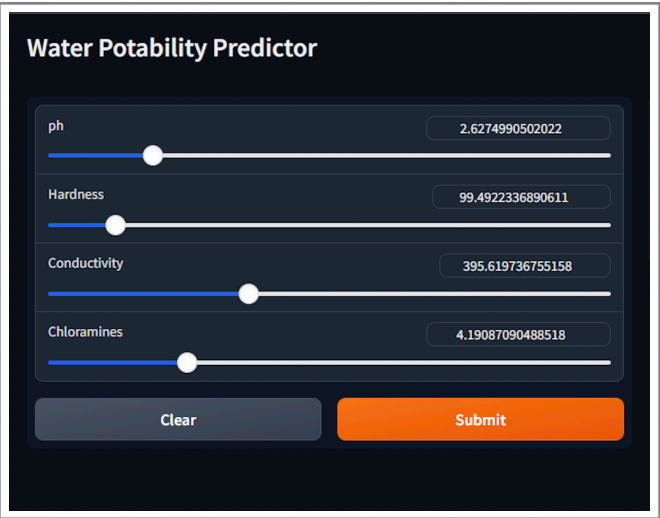 Water Potability Predictor
ph
2.6274990502022
Hardness
99.4922336890611
Conductivity
395.619736755158
Chloramines
4.19087090488518
Clear
Submit